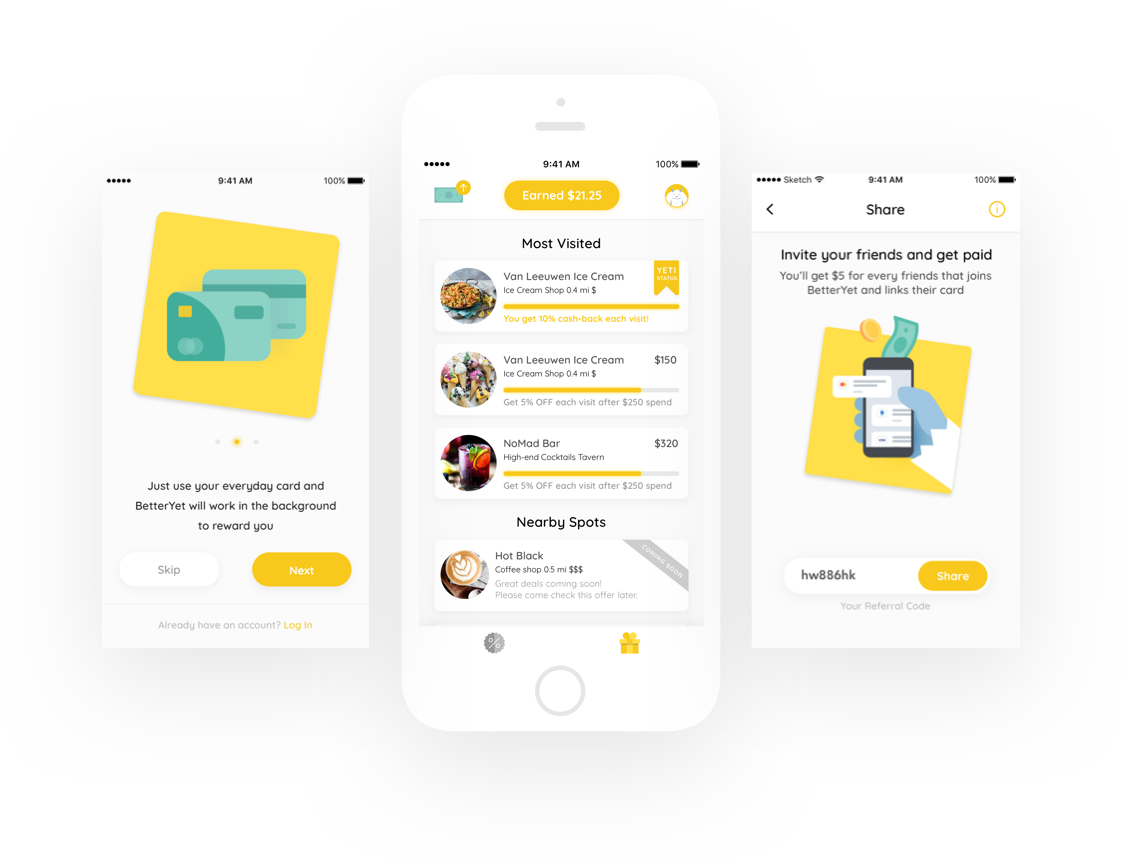 9:41 AM
100%
Just use your everyday card and
BetterYet will work in the background
to reward you
Skip
Next
Already have an account? Log In
9:41 AM
100%
Earned $21.25
Most Visited
Van Leeuwen Ice Cream
Ice Cream Shop 0.4 mi $
YETI
STATUS
You get 10% cash-back each visit!
Van Leeuwen Ice Cream
$150
Ice Cream Shop 0.4 mi $
Get 5% OFF each visit after $250 spend
NoMad Bar
$320
High-end Cocktails Tavern
Get 5% OFF each visit after $250 spend
Nearby Spots
Hot Black
Coffee shop 0.5 mi $$$
COMING SOON
Great deals coming soon!
Please come check this offer later.
Sketch
9:41 AM
100%
Share
Invite your friends and get paid
You'll get $5 for every friends that joins
BetterYet and links their card
hw886hk
Share
Your Referral Code